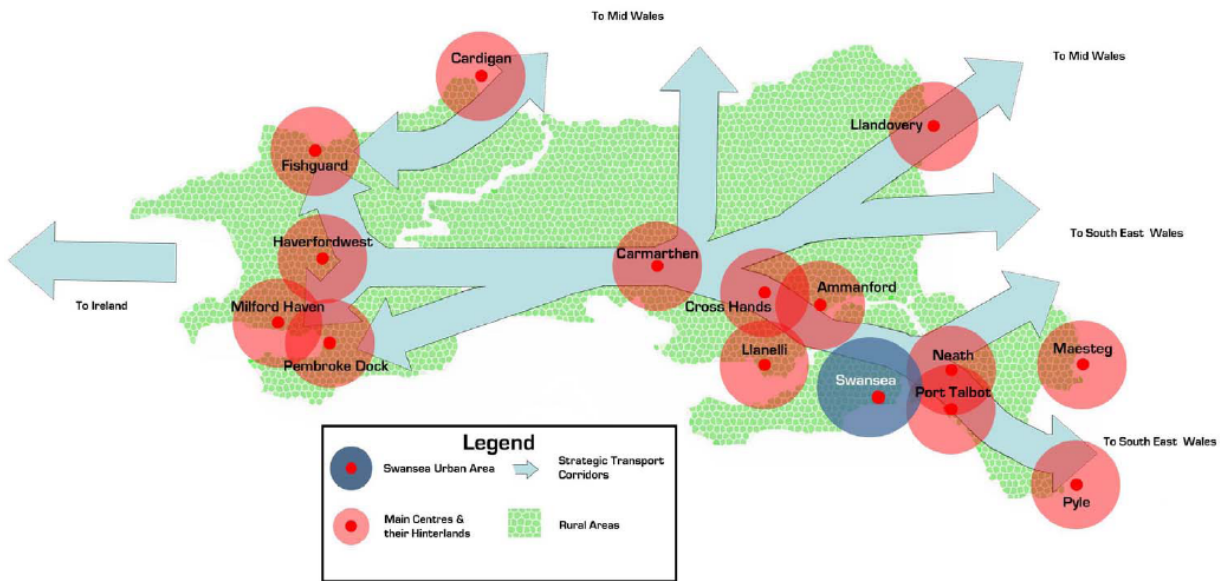 To Mid Wales
Cardigan
To Mid Wales
Llandovery
Fishguard
To South East Wales
Haverfordwest
Carmarthen
To Ireland
Milford Haven
Cross Hands
Ammanford
Pembroke Dock
Llanelli
Neath
Maesteg
Swansea
Port Talbot
To South East Wales
Pyle
Legend
Swansea Urban Area
Strategic Transport
Corridors
Main Centres &
their Hinterlands
Rural Areas